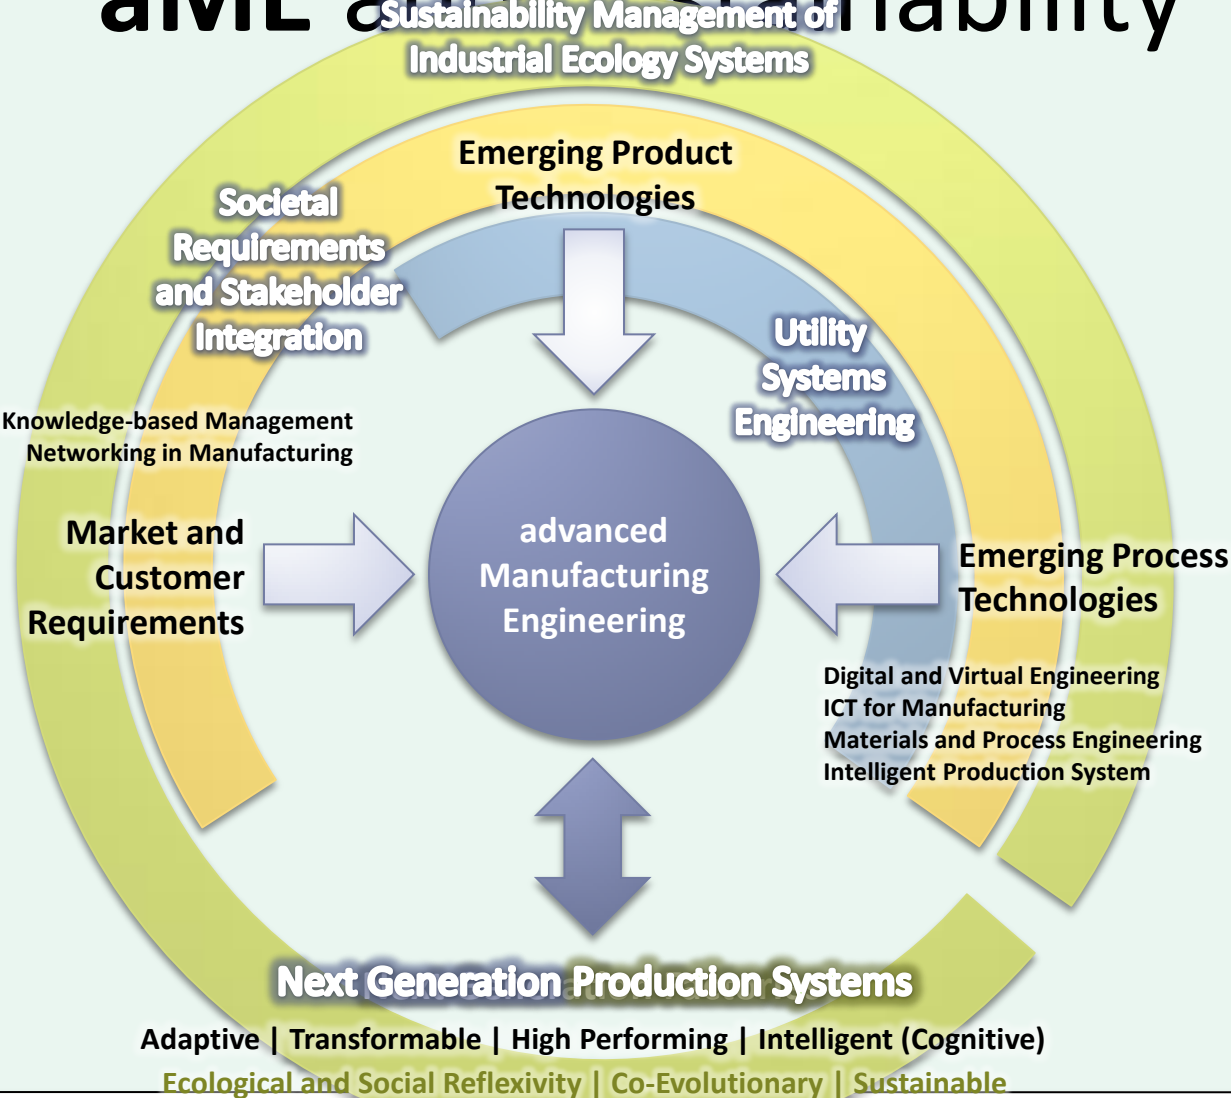 aME
Sustainability Management of
Industrial Ecology Systems
Emerging Product
Technologies
Societal
Requirements
and Stakeholder
Integration
Utility
Systems
Engineering
Knowledge-based Management
Networking in Manufacturing
Market and
Customer
Requirements
advanced
Manufacturing
Engineering
Emerging Process
Technologies
Digital and Virtual Engineering
ICT for Manufacturing
Materials and Process Engineering
Intelligent Production System
Next Generation Production Systems
Adaptive | Transformable | High Performing | Intelligent (Cognitive)
Ecological and Social Reflexivity | Co-Evolutionary | Sustainable